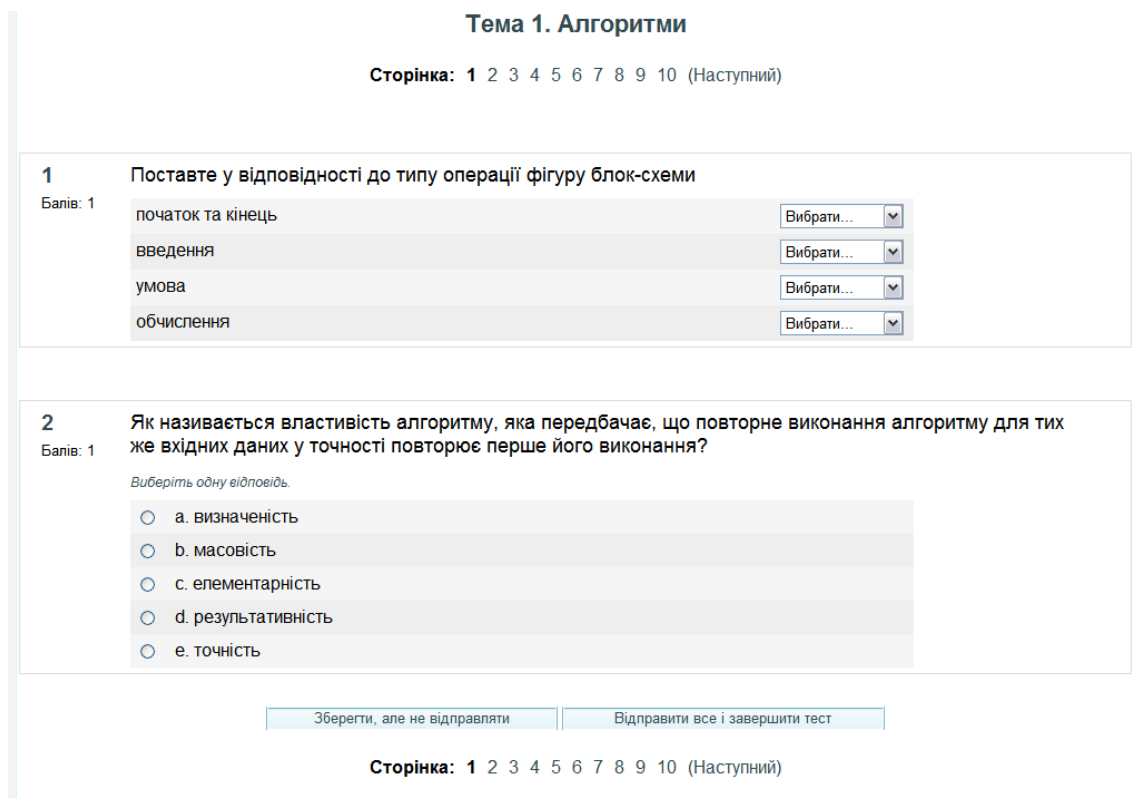 Тема 1. Алгоритми
Сторінка: 1 2 3 4 5 6 7 8 9 10 (Наступний)
1
Балів: 1
Поставте у відповідності до типу операції фігуру блок-схеми
початок та кінець Вибрати...
введення Вибрати...
умова Вибрати...
обчислення Вибрати...
2
Балів: 1
Як називається властивість алгоритму, яка передбачає, що повторне виконання алгоритму для тих
же вхідних даних у точності повторює перше його виконання?
Виберіть одну відповідь.
a. визначеність
b. масовість
c. елементарність
d. результативність
e. точність
Зберегти, але не відправляти Відправити все і завершити тест
Сторінка: 1 2 3 4 5 6 7 8 9 10 (Наступний)